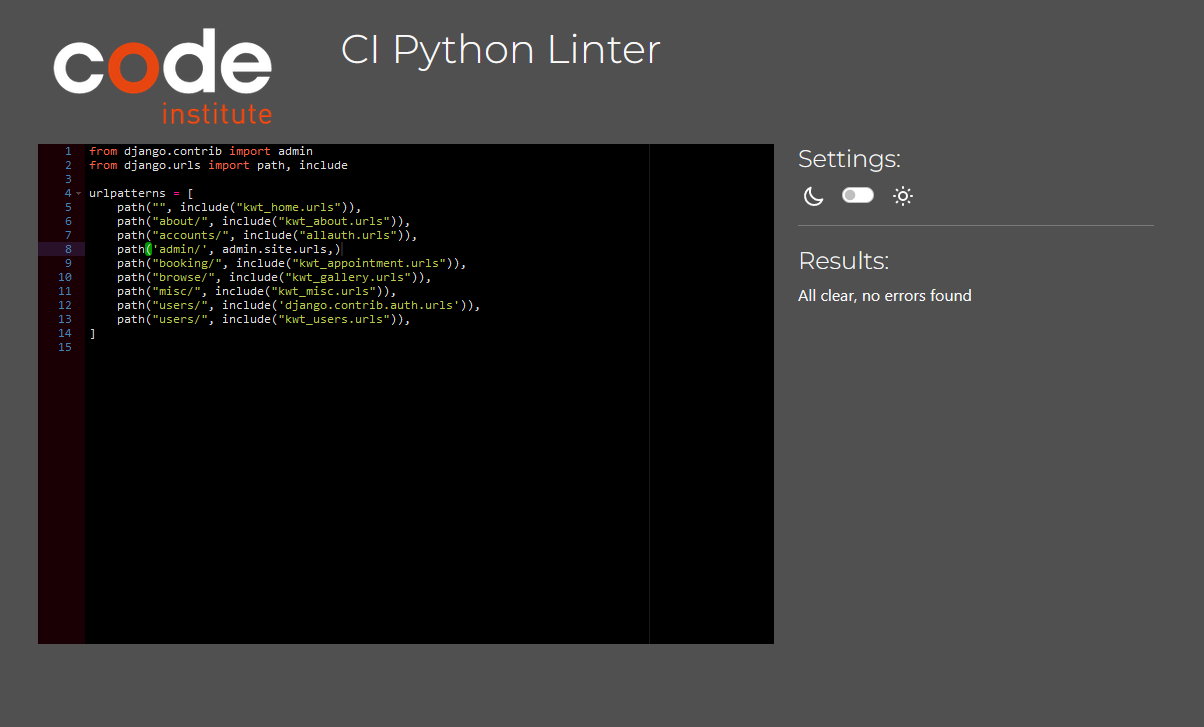 code
institute
CI Python Linter
1 from django.contrib import admin
2 from django.urls import path, include
3
4 urlpatterns = [
5     path("", include("kwt_home.urls")),
6     path("about/", include("kwt_about.urls")),
7     path("accounts/", include("allauth.urls")),
8     path('admin/', admin.site.urls,)
9     path("booking/", include("kwt_appointment.urls")),
10     path("browse/", include("kwt_gallery.urls")),
11     path("misc/", include("kwt_misc.urls")),
12     path("users/", include('django.contrib.auth.urls')),
13     path("users/", include("kwt_users.urls")),
14 ]
15
Settings:
Results:
All clear, no errors found